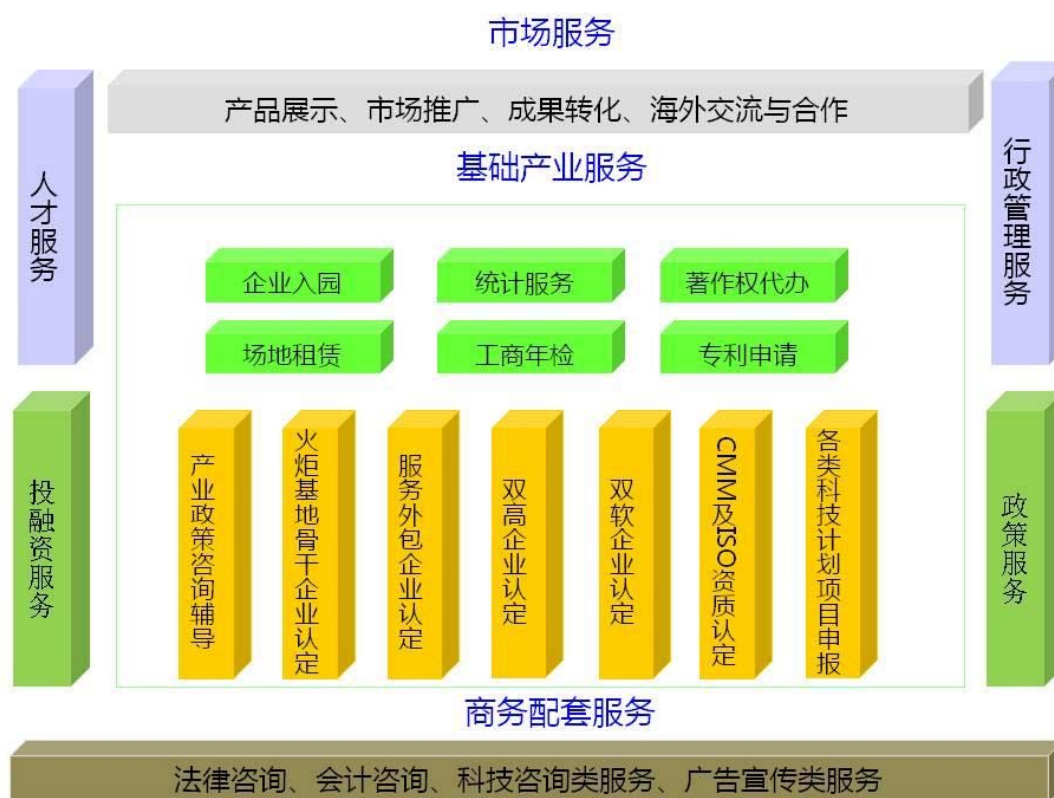 市场服务
产品展示、市场推广、成果转化、海外交流与合作
人才服务
行政管理服务
基础产业服务
企业入园
统计服务
著作权代办
场地租赁
工商年检
专利申请
投融资服务
产业政策咨询辅导
火炬基地骨干企业认定
服务外包企业认定
双高企业认定
双软企业认定
CMM及ISO资质认定
各类科技计划项目申报
政策服务
商务配套服务
法律咨询、会计咨询、科技咨询类服务、广告宣传类服务